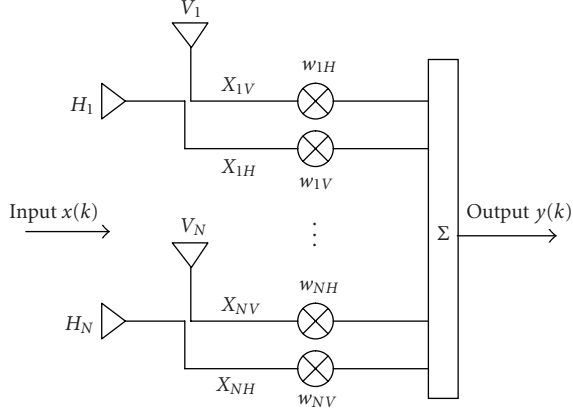 V1
w1H
H1
X1V
X1H
w1V
Input x(k)
Output y(k)
⋮
Σ
VN
wNH
HN
XNV
XNH
wNV